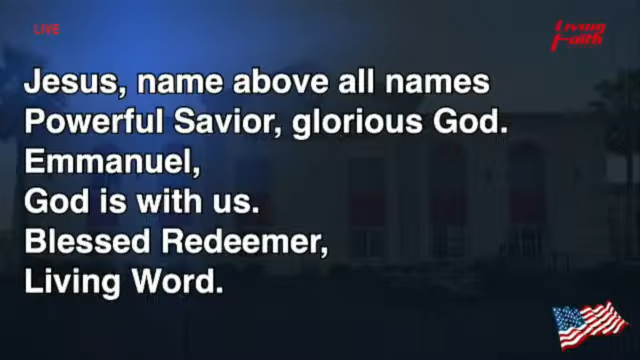 LIVE
Living
Faith
Jesus, name above all names
Powerful Savior, glorious God.
Emmanuel,
God is with us.
Blessed Redeemer,
Living Word.